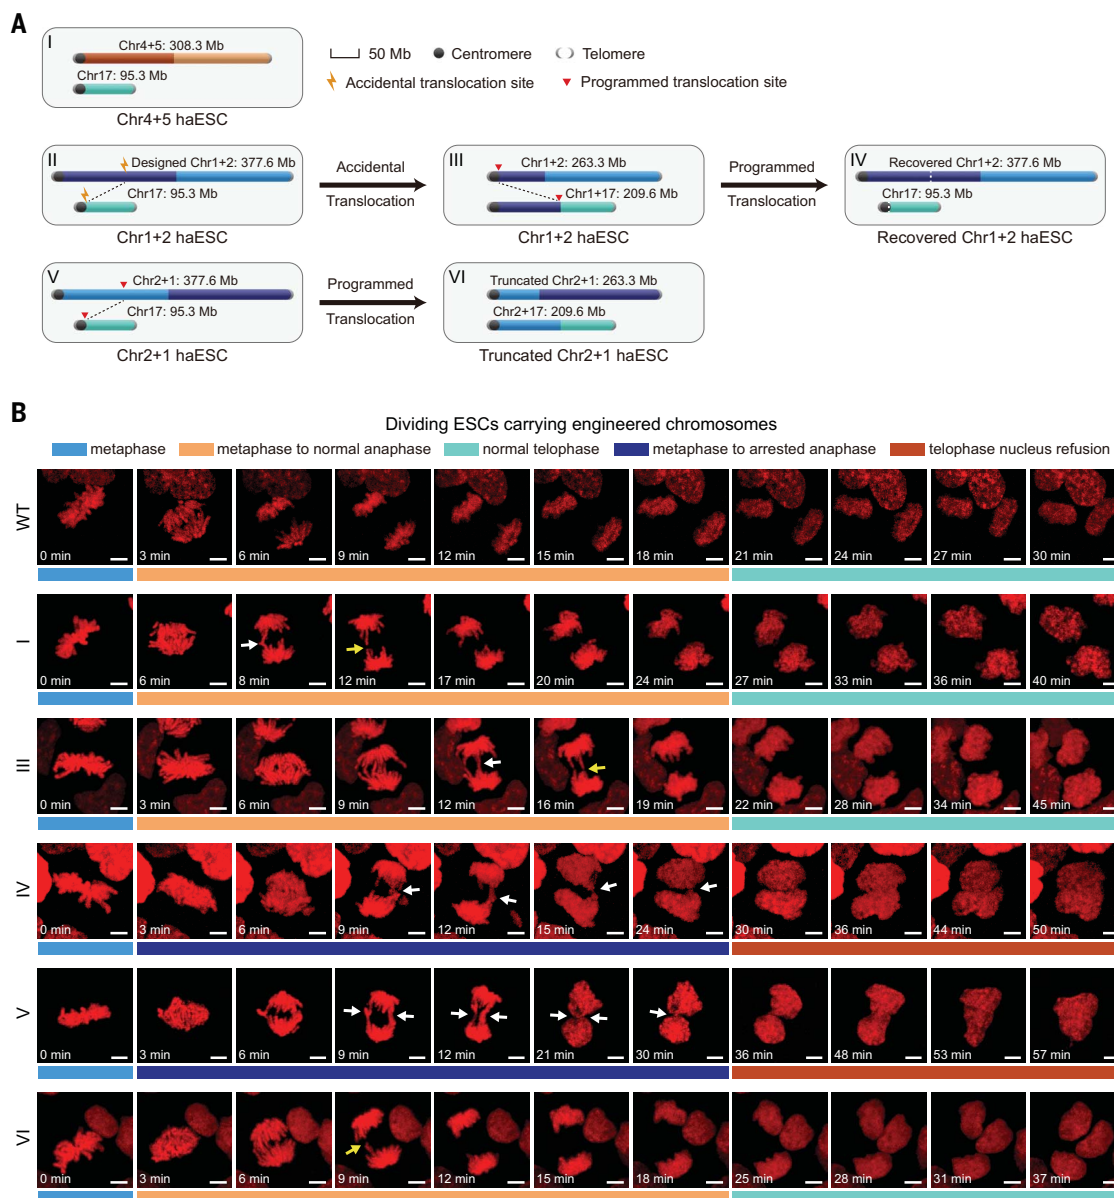 A
I
Chr4+5: 308.3 Mb
Chr17: 95.3 Mb
Chr4+5 haESC
50 Mb
Centromere
Telomere
Accidental translocation site
Programmed translocation site
II
Designed Chr1+2: 377.6 Mb
Chr17: 95.3 Mb
Chr1+2 haESC
Accidental
Translocation
III
Chr1+2: 263.3 Mb
Chr1+17: 209.6 Mb
Chr1+2 haESC
Programmed
Translocation
IV
Recovered Chr1+2: 377.6 Mb
Chr17: 95.3 Mb
Recovered Chr1+2 haESC
V
Chr2+1: 377.6 Mb
Chr17: 95.3 Mb
Chr2+1 haESC
Programmed
Translocation
VI
Truncated Chr2+1: 263.3 Mb
Chr2+17: 209.6 Mb
Truncated Chr2+1 haESC
B
Dividing ESCs carrying engineered chromosomes
metaphase
metaphase to normal anaphase
normal telophase
metaphase to arrested anaphase
telophase nucleus refusion
WT
0 min 3 min 6 min 9 min 12 min 15 min 18 min 21 min 24 min 27 min 30 min
I
0 min 6 min 8 min 12 min 17 min 20 min 24 min 27 min 33 min 36 min 40 min
III
0 min 3 min 6 min 9 min 12 min 16 min 19 min 22 min 28 min 34 min 45 min
IV
0 min 3 min 6 min 9 min 12 min 15 min 24 min 30 min 36 min 44 min 50 min
V
0 min 3 min 6 min 9 min 12 min 21 min 30 min 36 min 48 min 53 min 57 min
VI
0 min 3 min 6 min 9 min 12 min 15 min 18 min 25 min 28 min 31 min 37 min